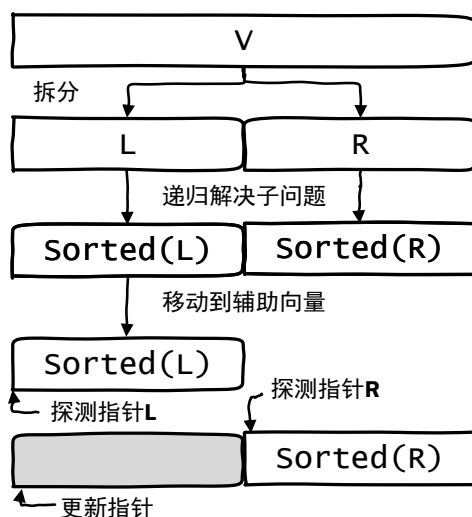 V
拆分
L R
递归解决子问题
Sorted(L) Sorted(R)
移动到辅助向量
Sorted(L)
探测指针L 探测指针R
Sorted(R)
更新指针